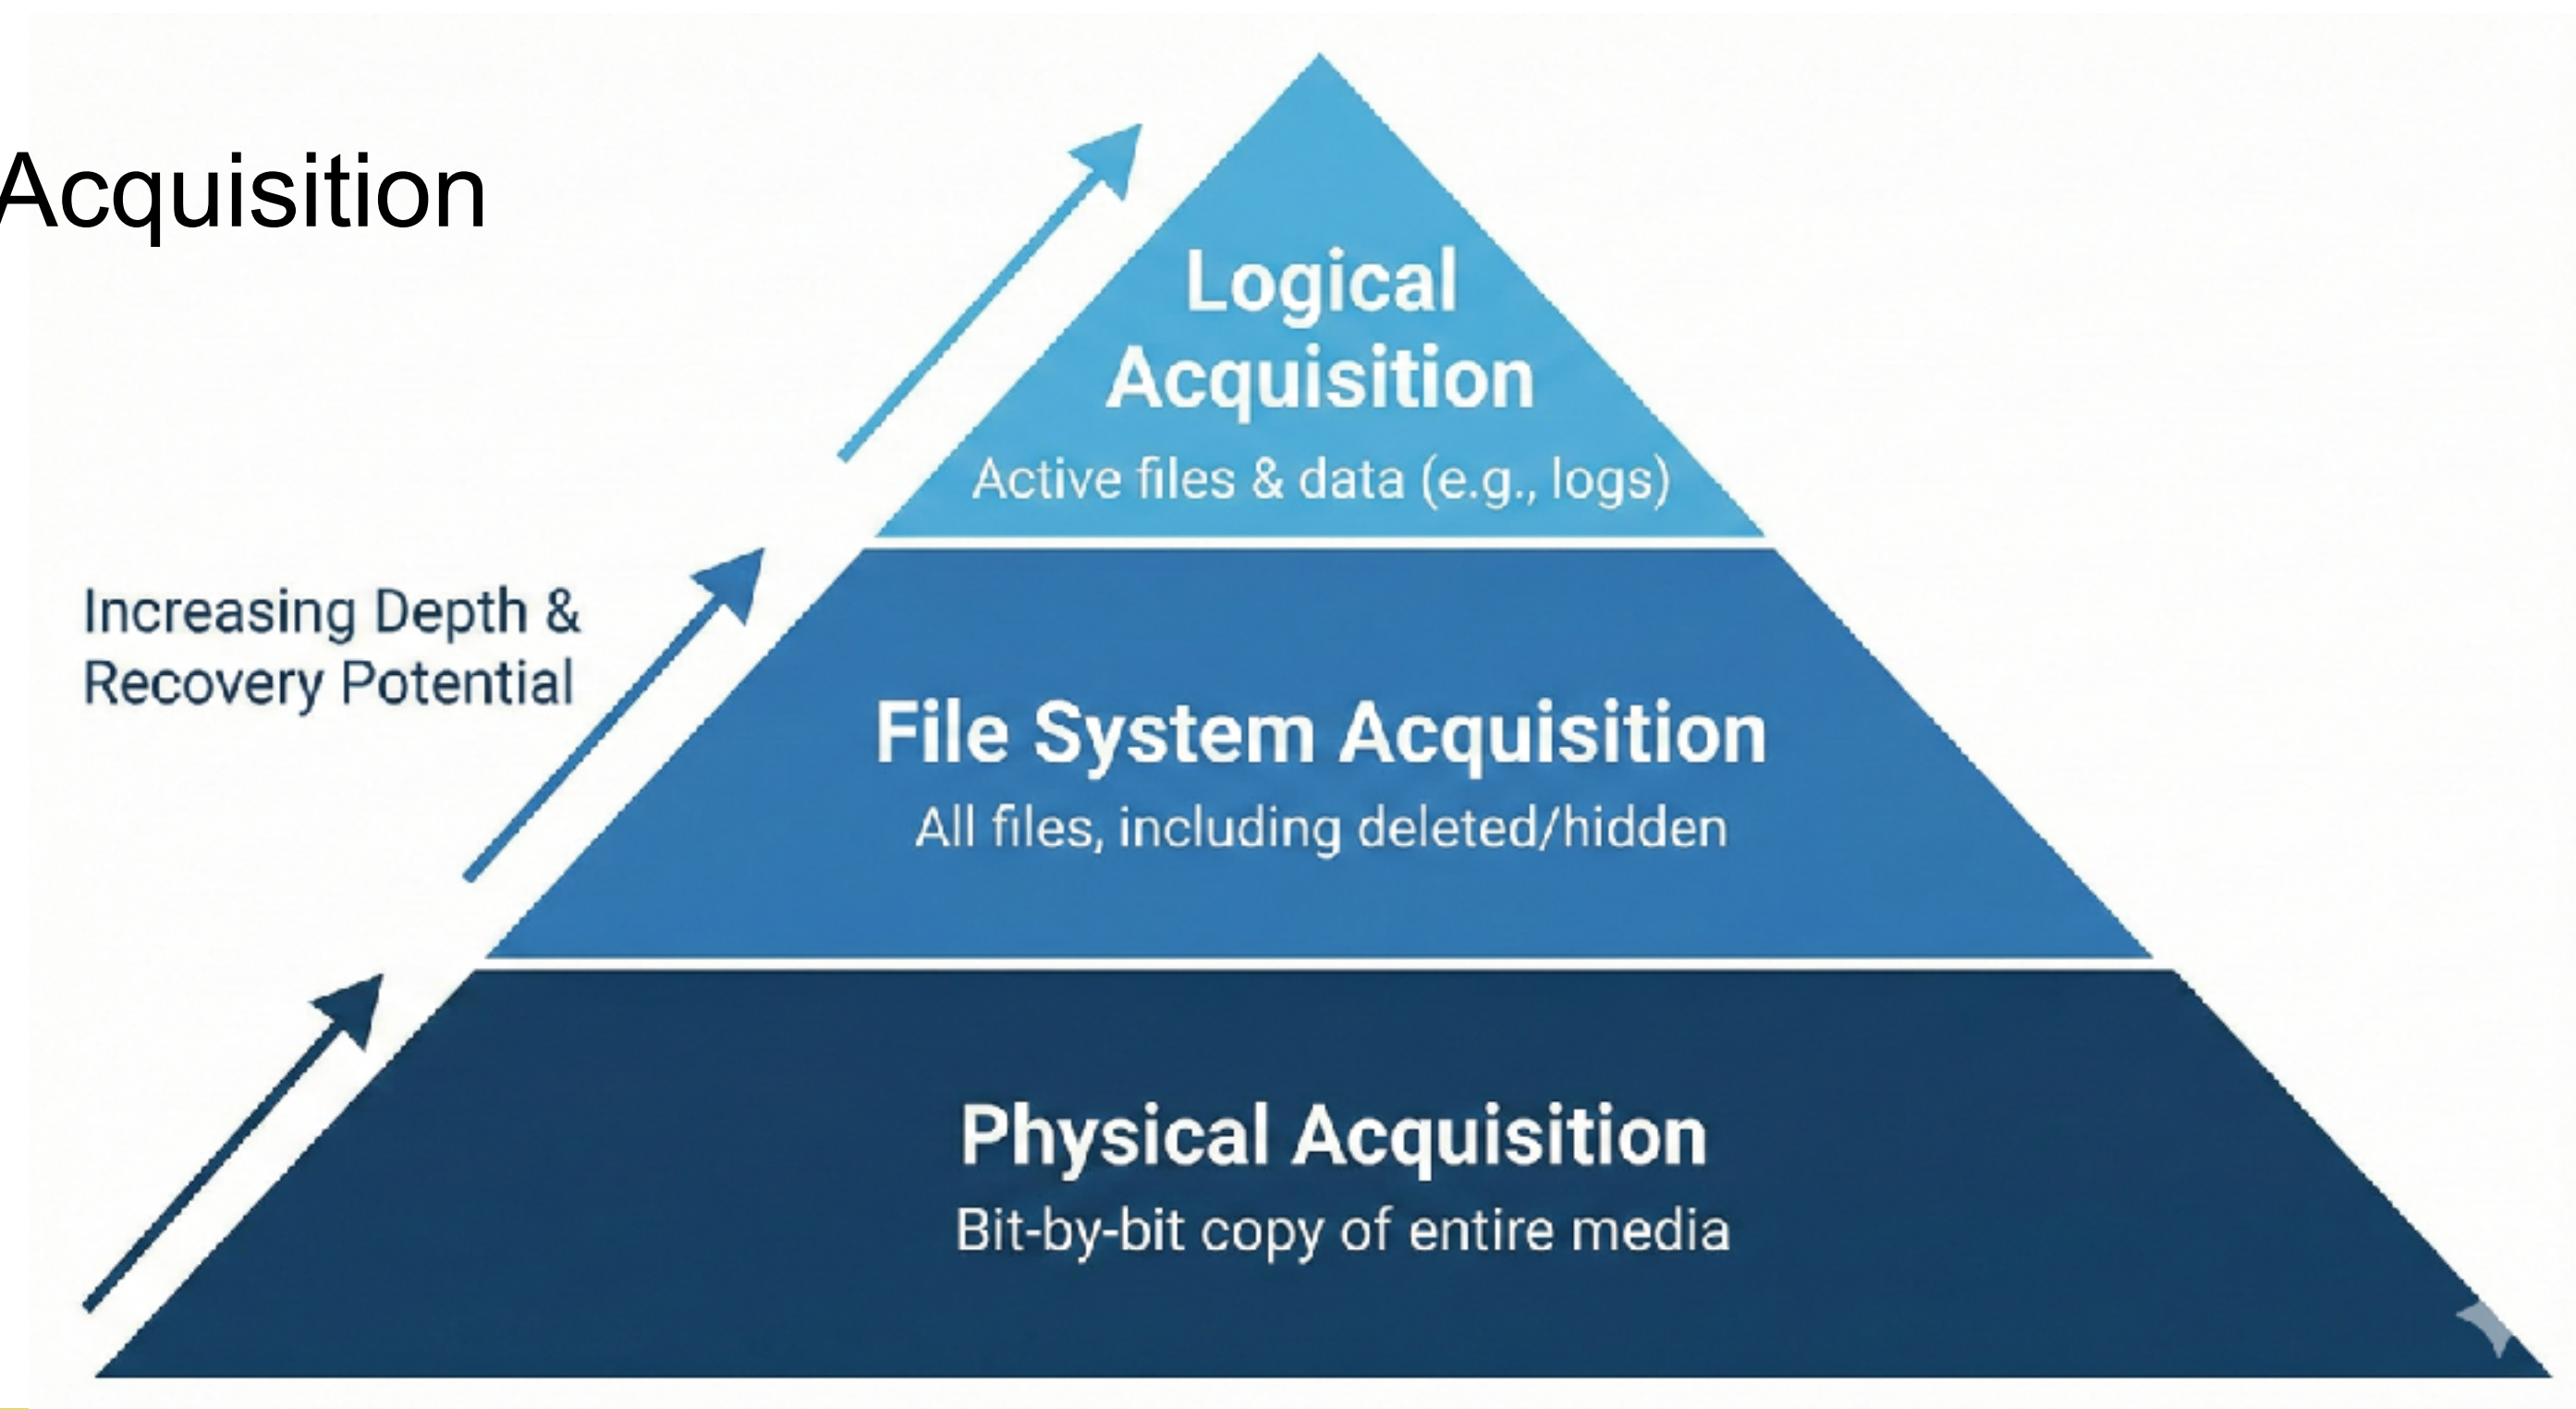 Acquisition
Logical
Acquisition
Active files & data (e.g., logs)
Increasing Depth &
Recovery Potential
File System Acquisition
All files, including deleted/hidden
Physical Acquisition
Bit-by-bit copy of entire media